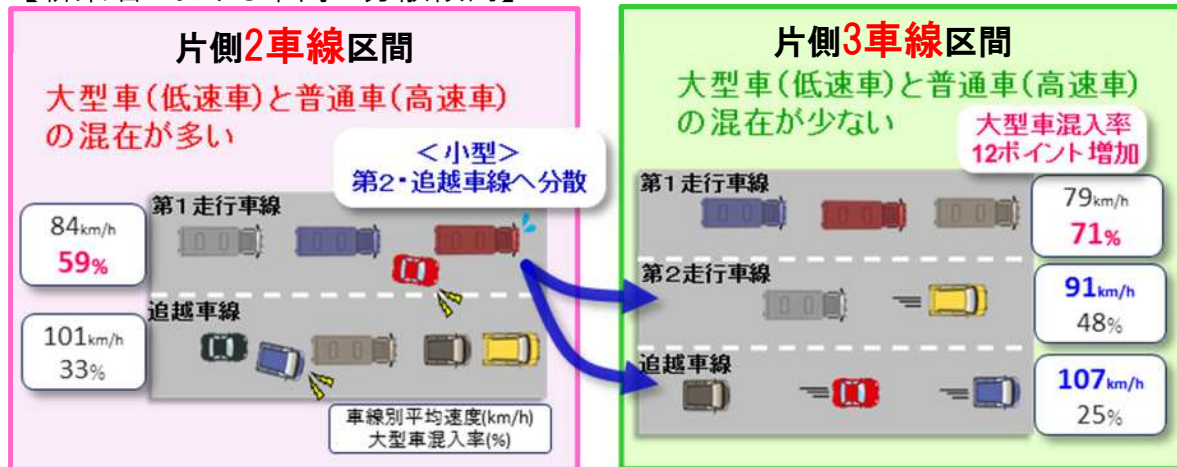 片側2車線区間
大型車(低速車)と普通車(高速車)
の混在が多い
＜小型＞
第2・追越車線へ分散
第1走行車線
84km/h
59%
追越車線
101km/h
33%
車線別平均速度(km/h)
大型車混入率(%)
片側3車線区間
大型車(低速車)と普通車(高速車)
の混在が少ない
大型車混入率
12ポイント増加
第1走行車線
79km/h
71%
第2走行車線
91km/h
48%
追越車線
107km/h
25%